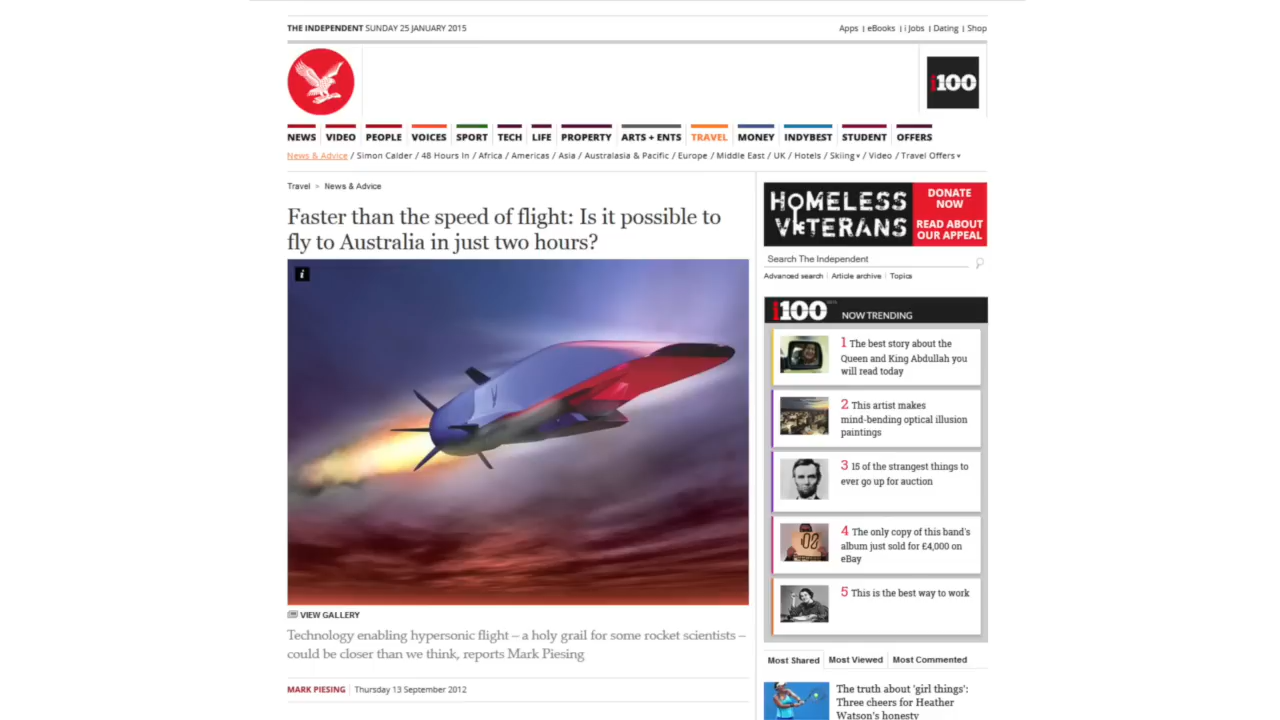 THE INDEPENDENT SUNDAY 25 JANUARY 2015
Apps | eBooks | i Jobs | Dating | Shop
i100
NEWS VIDEO PEOPLE VOICES SPORT TECH LIFE PROPERTY ARTS + ENTS TRAVEL MONEY INDYBEST STUDENT OFFERS
News & Advice / Simon Calder / 48 Hours In / Africa / Americas / Asia / Australasia & Pacific / Europe / Middle East / UK / Hotels / Skiing / Video / Travel Offers
Travel > News & Advice
Faster than the speed of flight: Is it possible to
fly to Australia in just two hours?
i
VIEW GALLERY
Technology enabling hypersonic flight – a holy grail for some rocket scientists –
could be closer than we think, reports Mark Piesing
MARK PIESING | Thursday 13 September 2012
HOMELESS
VETERANS
DONATE
NOW
READ ABOUT
OUR APPEAL
Search The Independent
Advanced search | Article archive | Topics
i100 NOW TRENDING
1 The best story about the
Queen and King Abdullah you
will read today
2 This artist makes
mind-bending optical illusion
paintings
3 15 of the strangest things to
ever go up for auction
4 The only copy of this band's
album just sold for £4,000 on
eBay
5 This is the best way to work
Most Shared Most Viewed Most Commented
The truth about 'girl things':
Three cheers for Heather
Watson's honesty